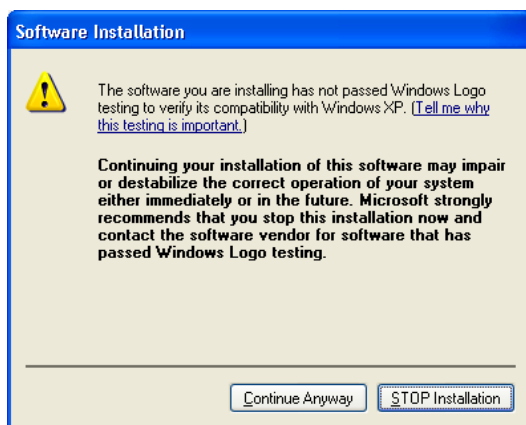 Software Installation
The software you are installing has not passed Windows Logo
testing to verify its compatibility with Windows XP. (Tell me why
this testing is important.)
Continuing your installation of this software may impair
or destabilize the correct operation of your system
either immediately or in the future. Microsoft strongly
recommends that you stop this installation now and
contact the software vendor for software that has
passed Windows Logo testing.
Continue Anyway
STOP Installation